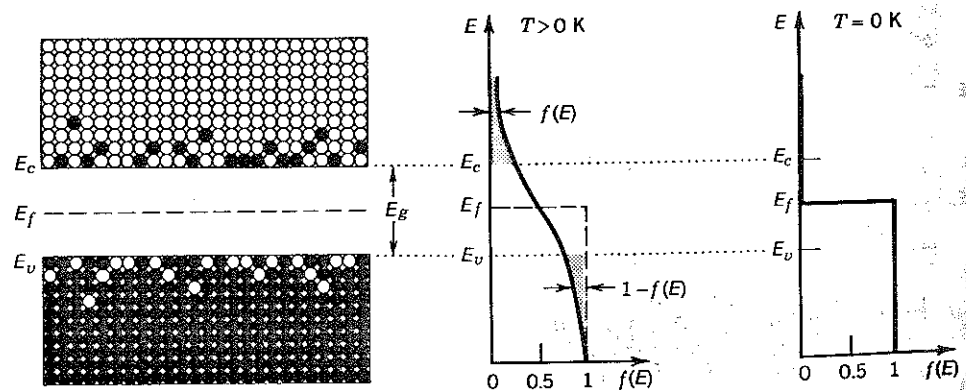 E
T > 0 K
f(E)
E_c
E_f
E_v
E_g
E_c
E_f
E_v
1 − f(E)
0 0.5 1 f(E)
E
T = 0 K
E_c
E_f
E_v
0 0.5 1 f(E)